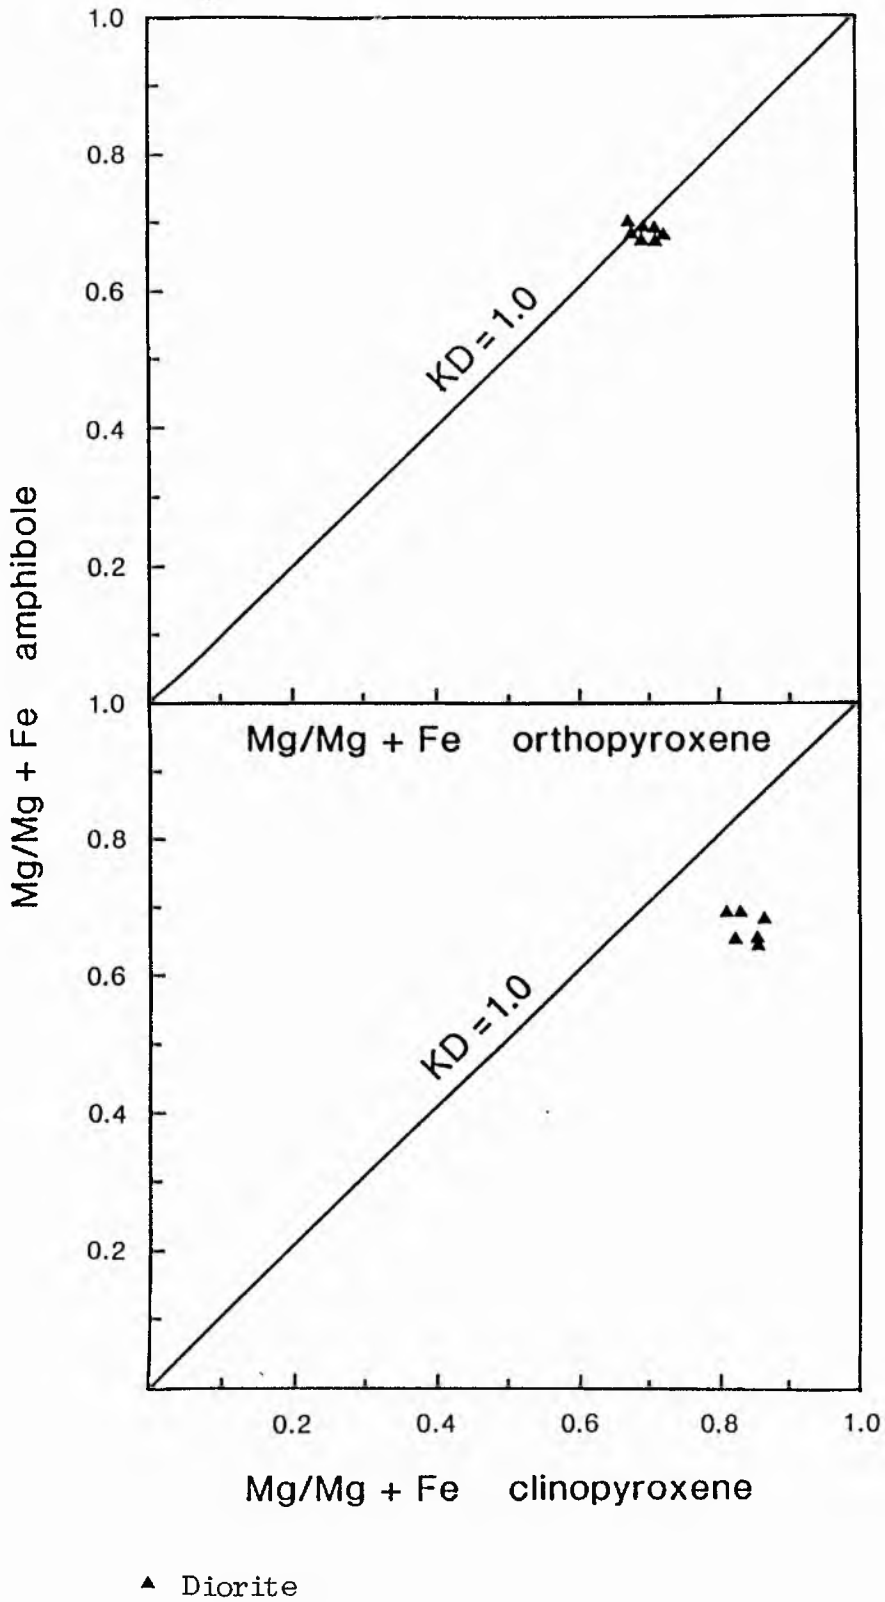 1.0
0.8
0.6
0.4
0.2
KD = 1.0
Mg/Mg + Fe amphibole
1.0
Mg/Mg + Fe orthopyroxene
0.8
0.6
0.4
0.2
KD = 1.0
0.2 0.4 0.6 0.8 1.0
Mg/Mg + Fe clinopyroxene
Diorite